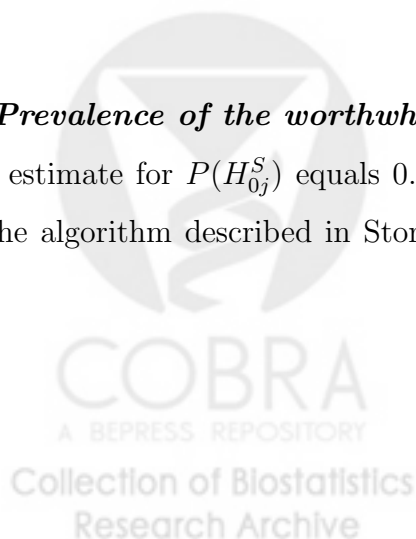 Prevalence of the worthwh
estimate for $P(H_{0j}^{S})$ equals 0.
he algorithm described in Stor
COBRA
A BEPRESS REPOSITORY
Collection of Biostatistics
Research Archive